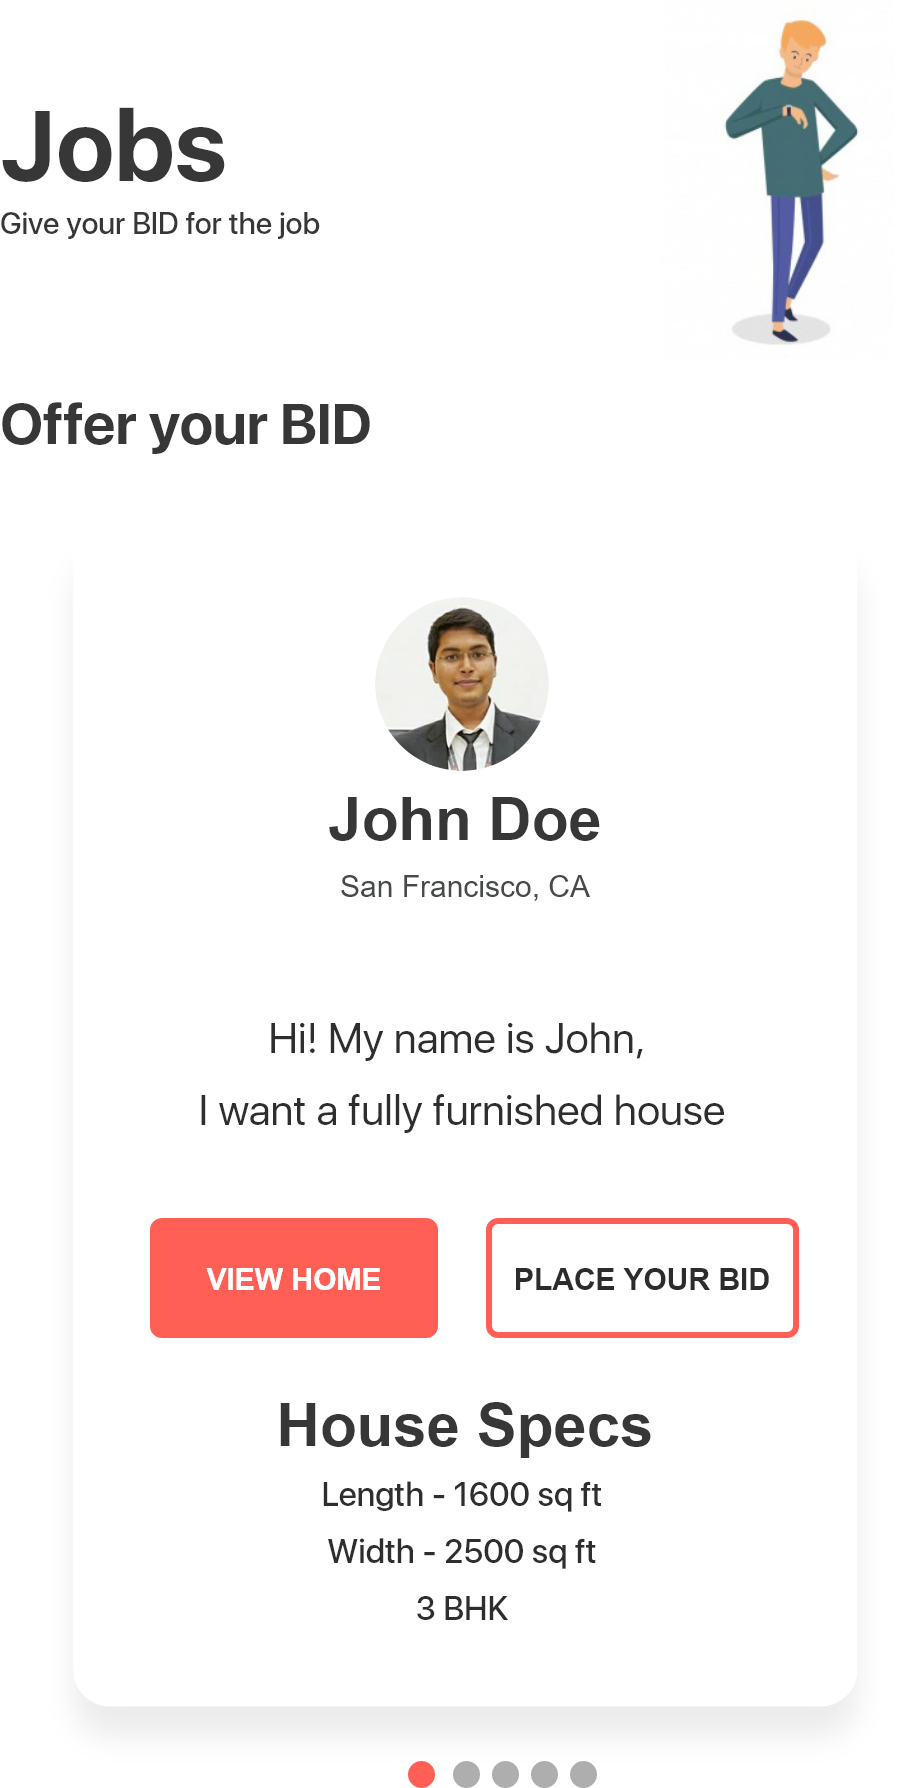 Jobs
Give your BID for the job
Offer your BID
John Doe
San Francisco, CA
Hi! My name is John,
I want a fully furnished house
VIEW HOME
PLACE YOUR BID
House Specs
Length - 1600 sq ft
Width - 2500 sq ft
3 BHK